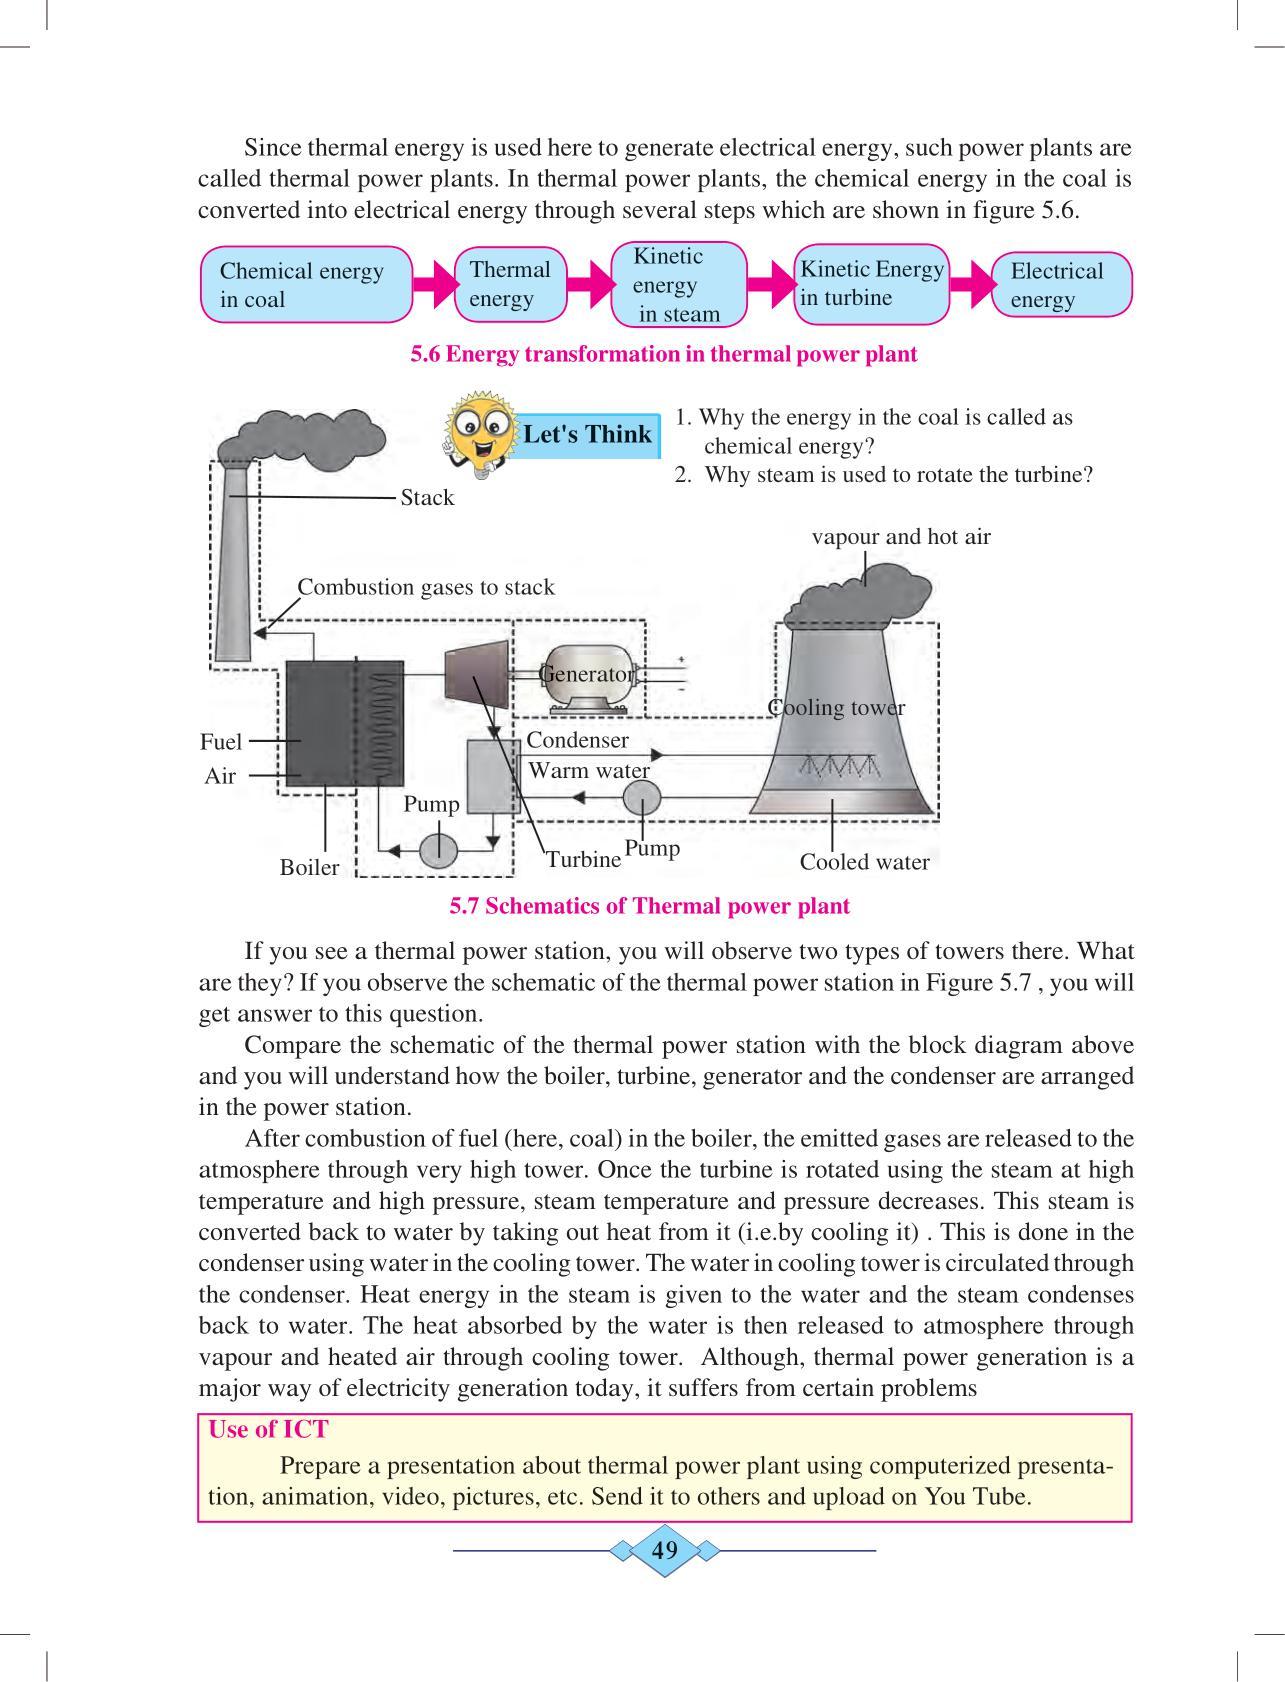 Since thermal energy is used here to generate electrical energy, such power plants are
called thermal power plants. In thermal power plants, the chemical energy in the coal is
converted into electrical energy through several steps which are shown in figure 5.6.
Chemical energy
in coal
Thermal
energy
Kinetic
energy
in steam
Kinetic Energy
in turbine
Electrical
energy
5.6 Energy transformation in thermal power plant
Let's Think
1. Why the energy in the coal is called as
chemical energy?
2. Why steam is used to rotate the turbine?
Stack
vapour and hot air
Combustion gases to stack
Generator
+
-
Cooling tower
Fuel
Air
Condenser
Warm water
Pump
Boiler
Turbine
Pump
Cooled water
5.7 Schematics of Thermal power plant
If you see a thermal power station, you will observe two types of towers there. What
are they? If you observe the schematic of the thermal power station in Figure 5.7 , you will
get answer to this question.
Compare the schematic of the thermal power station with the block diagram above
and you will understand how the boiler, turbine, generator and the condenser are arranged
in the power station.
After combustion of fuel (here, coal) in the boiler, the emitted gases are released to the
atmosphere through very high tower. Once the turbine is rotated using the steam at high
temperature and high pressure, steam temperature and pressure decreases. This steam is
converted back to water by taking out heat from it (i.e.by cooling it) . This is done in the
condenser using water in the cooling tower. The water in cooling tower is circulated through
the condenser. Heat energy in the steam is given to the water and the steam condenses
back to water. The heat absorbed by the water is then released to atmosphere through
vapour and heated air through cooling tower. Although, thermal power generation is a
major way of electricity generation today, it suffers from certain problems
Use of ICT
Prepare a presentation about thermal power plant using computerized presenta-
tion, animation, video, pictures, etc. Send it to others and upload on You Tube.
49